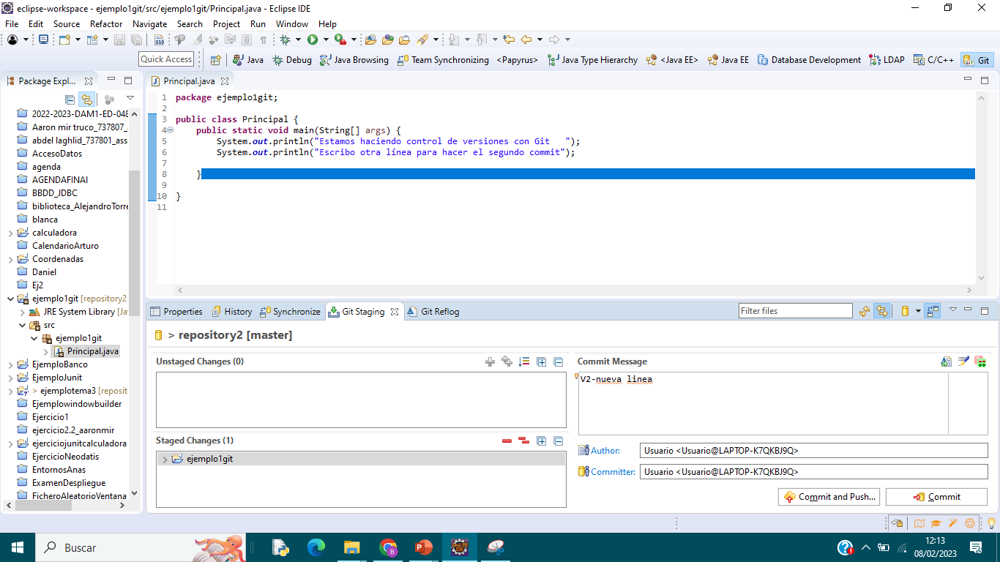 eclipse-workspace - ejemplo1git/src/ejemplo1git/Principal.java - Eclipse IDE
File Edit Source Refactor Navigate Search Project Run Window Help
Quick Access
Java Debug Java Browsing Team Synchronizing <Papyrus> Java Type Hierarchy <Java EE> Java EE Database Development LDAP C/C++ Git
Package Expl...
2022-2023-DAM1-ED-048
Aaron mir truco_737807_
abdel laghlid_737801_ass
AccesoDatos
agenda
AGENDAFINAl
BBDD_JDBC
biblioteca_AlejandroTorre
blanca
calculadora
CalendarioArturo
Coordenadas
Daniel
Ej2
ejemplo1git [repository2
JRE System Library [Ja
src
ejemplo1git
Principal.java
EjemploBanco
EjemploJunit
> ejemplotema3 [reposit
Ejemplowindowbuilder
Ejercicio1
ejercicio2.2_aaronmir
ejerciciojunitcalculadora
EjercicioNeodatis
EntornosAnas
ExamenDespliegue
FicheroAleatorioVentana
Principal.java
1 package ejemplo1git;
2
3 public class Principal {
4 public static void main(String[] args) {
5 System.out.println("Estamos haciendo control de versiones con Git   ");
6 System.out.println("Escribo otra línea para hacer el segundo commit");
7
8 }
9
10 }
11
Properties History Synchronize Git Staging Git Reflog
Filter files
> repository2 [master]
Unstaged Changes (0)
Staged Changes (1)
ejemplo1git
Commit Message
V2-nueva línea
Author: Usuario <Usuario@LAPTOP-K7QKBJ9Q>
Committer: Usuario <Usuario@LAPTOP-K7QKBJ9Q>
Commit and Push... Commit
Buscar
12:13
08/02/2023